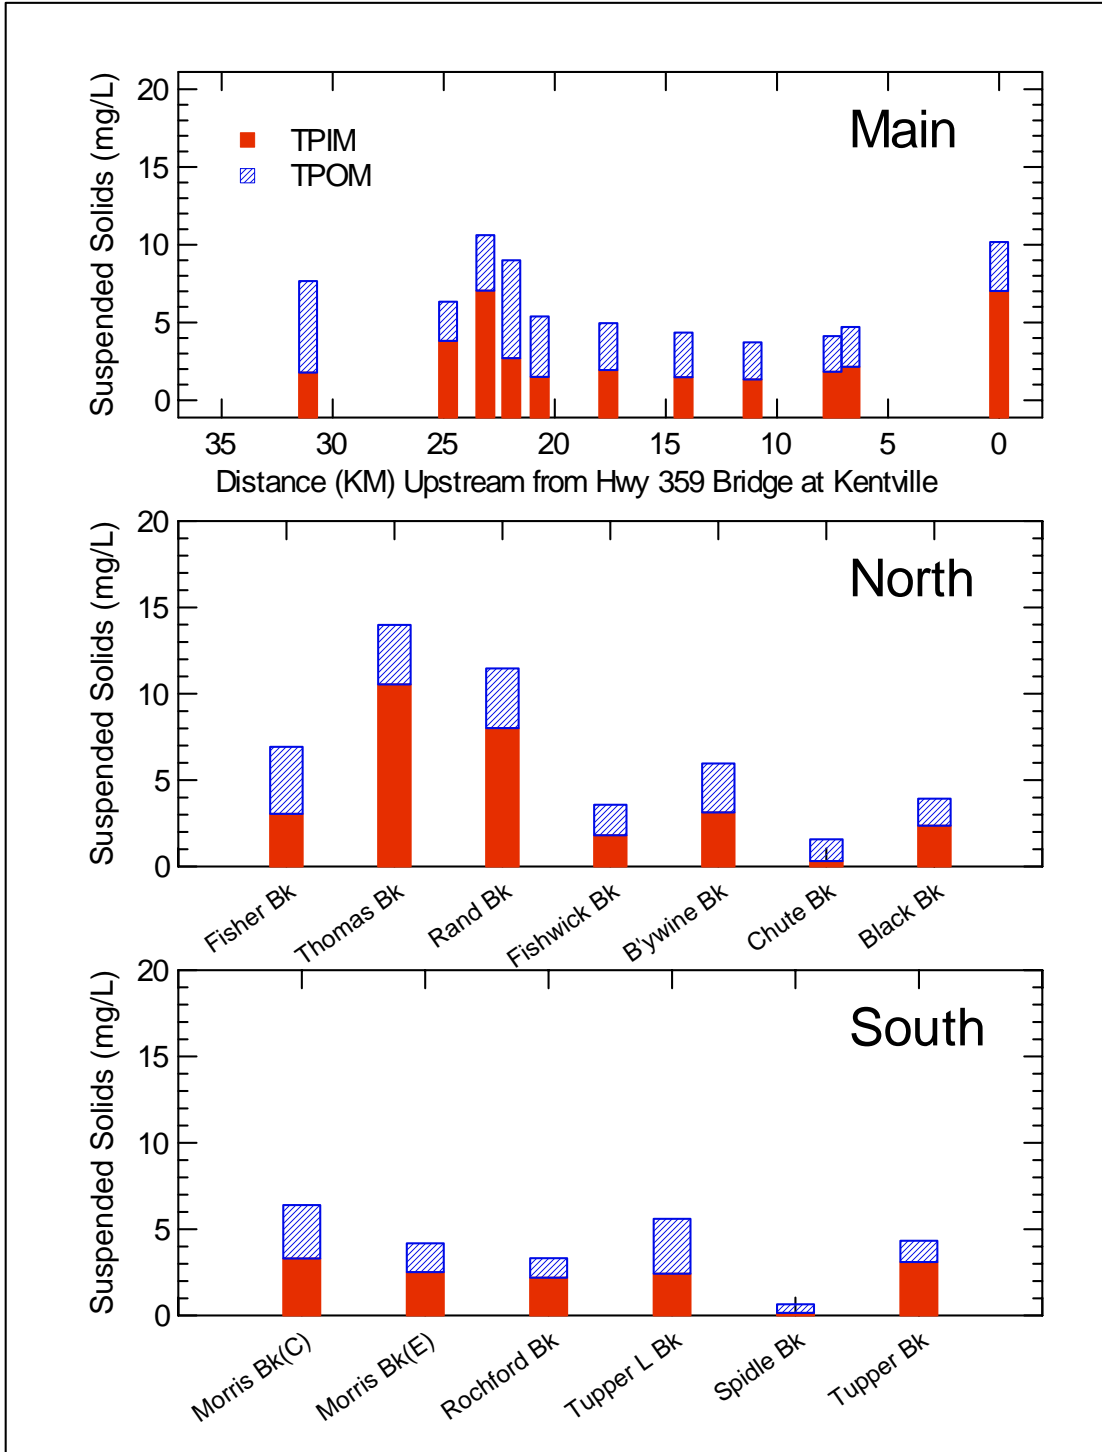 Main
Suspended Solids (mg/L)
20
15
10
5
0
TPIM
TPOM
35 30 25 20 15 10 5 0
Distance (KM) Upstream from Hwy 359 Bridge at Kentville
North
Suspended Solids (mg/L)
20
15
10
5
0
Fisher Bk
Thomas Bk
Rand Bk
Fishwick Bk
B'ywine Bk
Chute Bk
Black Bk
South
Suspended Solids (mg/L)
20
15
10
5
0
Morris Bk(C)
Morris Bk(E)
Rochford Bk
Tupper L Bk
Spidle Bk
Tupper Bk